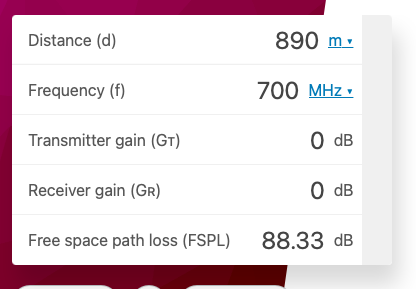 Distance (d) 890 m ▾
Frequency (f) 700 MHz ▾
Transmitter gain (Gᴛ) 0 dB
Receiver gain (Gʀ) 0 dB
Free space path loss (FSPL) 88.33 dB